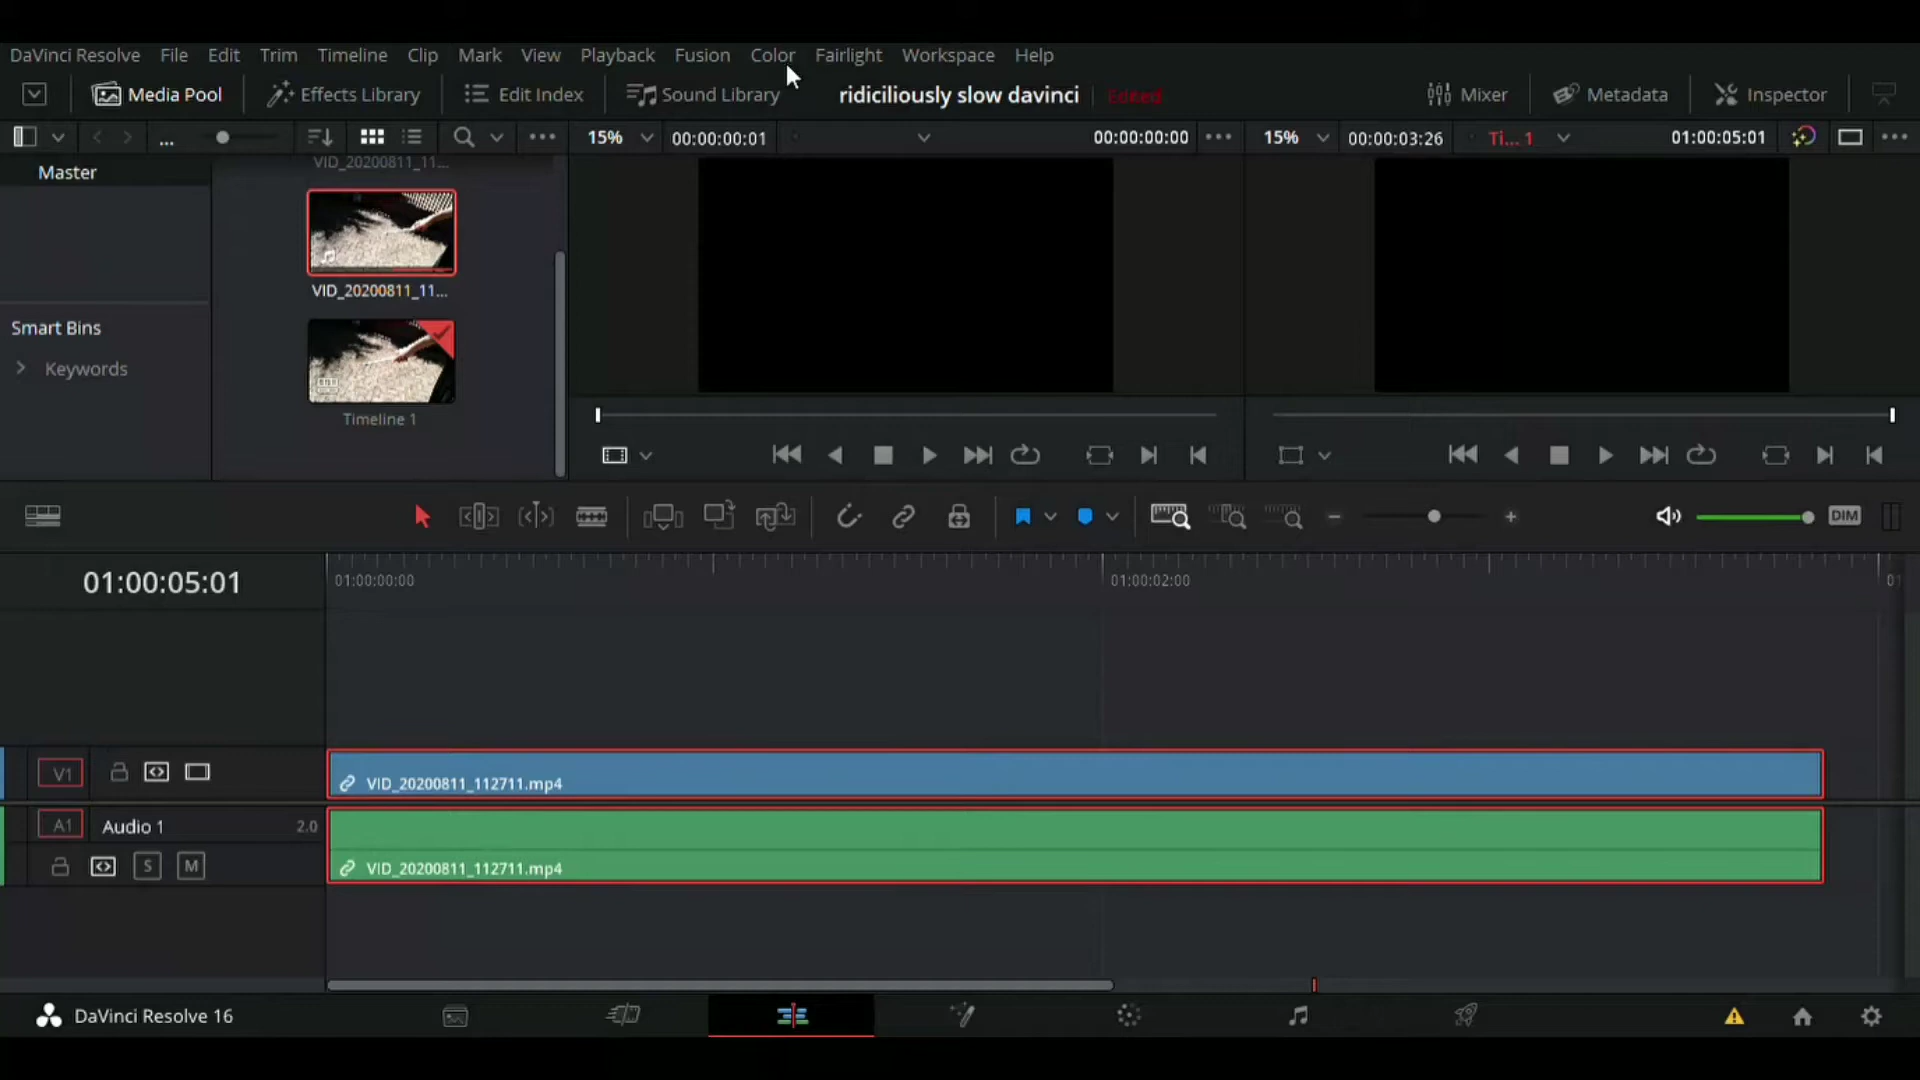 DaVinci Resolve File Edit Trim Timeline Clip Mark View Playback Fusion Color Fairlight Workspace Help
Media Pool Effects Library Edit Index Sound Library ridiciliously slow davinci Edited Mixer Metadata Inspector
... 15% 00:00:00:01 00:00:00:00 15% 00:00:03:26 Ti...1 01:00:05:01
VID_20200811_11...
Master
VID_20200811_11...
Smart Bins
Keywords
Timeline 1
DIM
01:00:05:01
01:00:00:00 01:00:02:00 01
V1
VID_20200811_112711.mp4
A1 Audio 1 2.0
S M
VID_20200811_112711.mp4
DaVinci Resolve 16